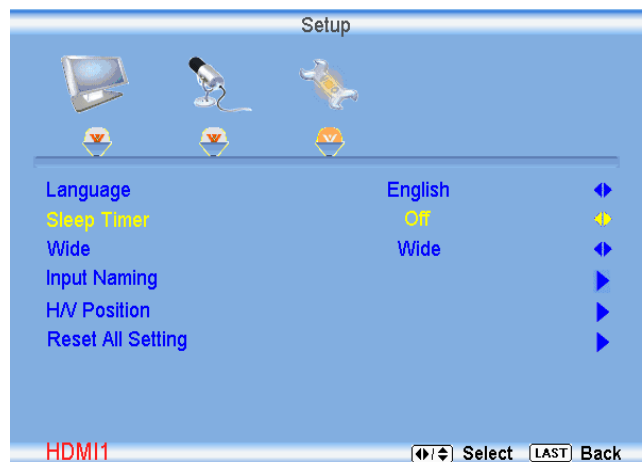 Setup
Language English
Sleep Timer Off
Wide Wide
Input Naming
H/V Position
Reset All Setting
HDMI1 Select LAST Back